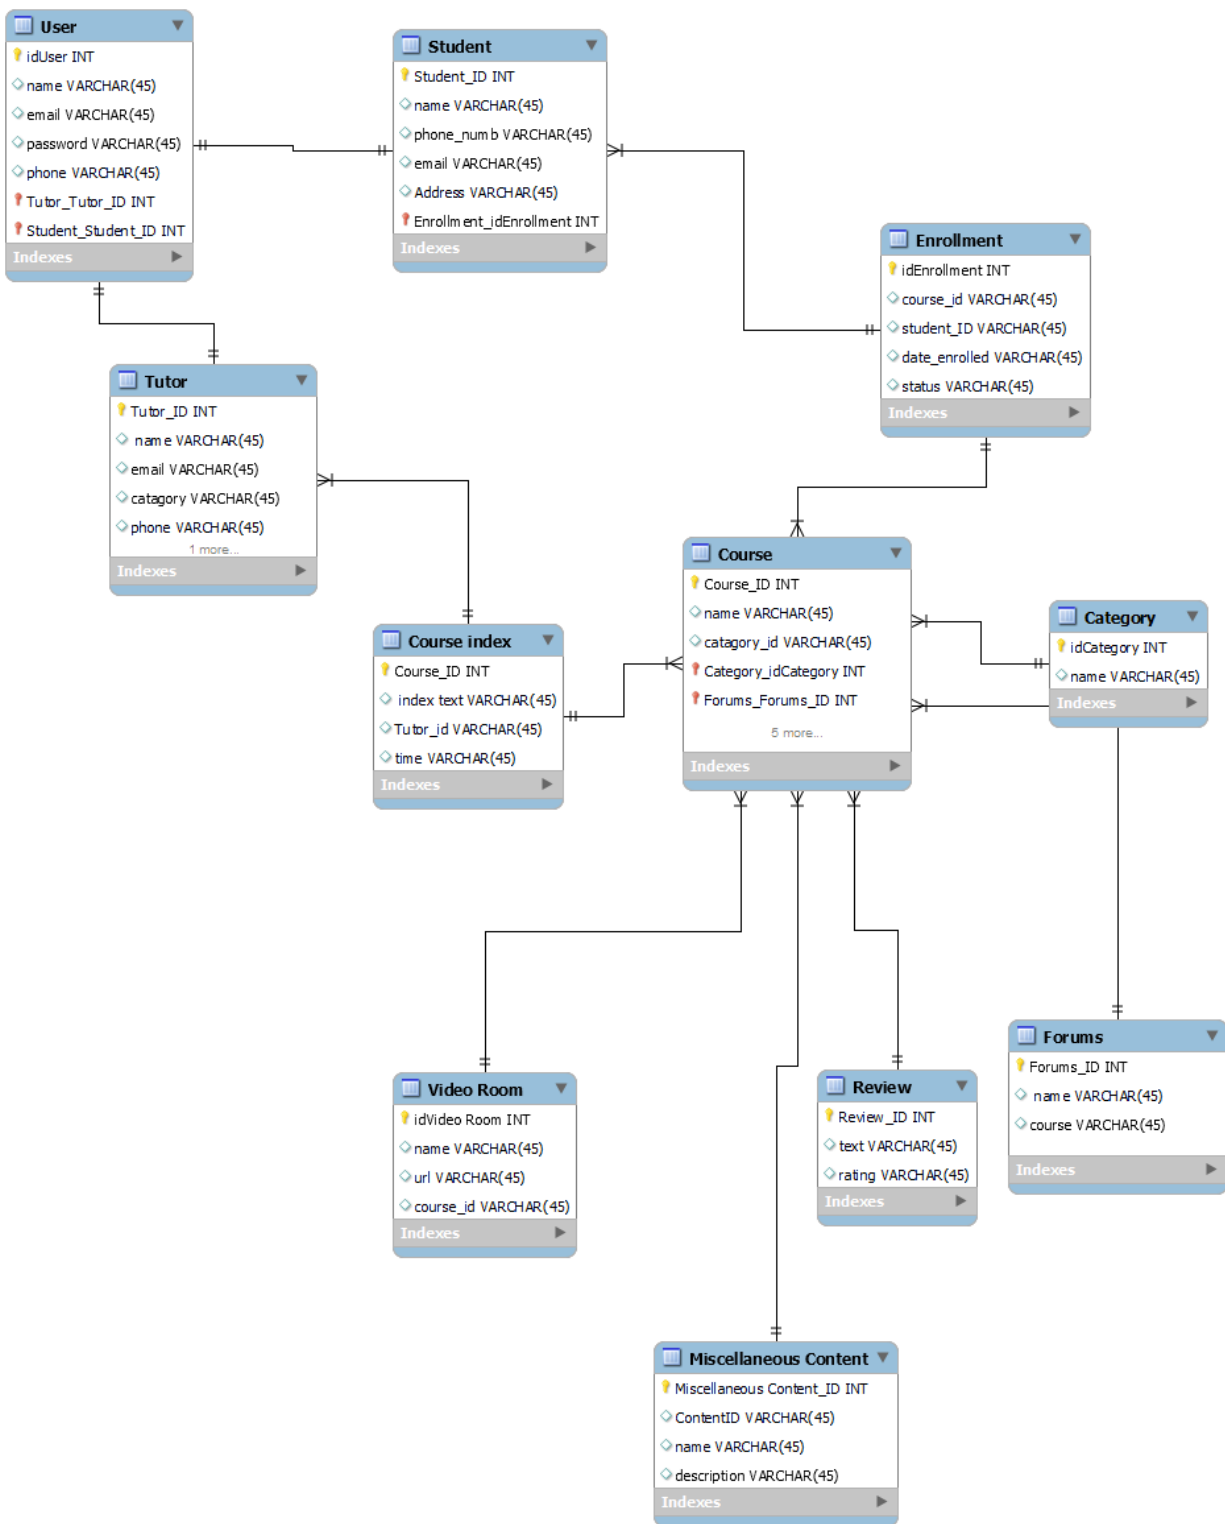 User
idUser INT
name VARCHAR(45)
email VARCHAR(45)
password VARCHAR(45)
phone VARCHAR(45)
Tutor_Tutor_ID INT
Student_Student_ID INT
Indexes
Student
Student_ID INT
name VARCHAR(45)
phone_numb VARCHAR(45)
email VARCHAR(45)
Address VARCHAR(45)
Enrollment_idEnrollment INT
Indexes
Enrollment
idEnrollment INT
course_id VARCHAR(45)
student_ID VARCHAR(45)
date_enrolled VARCHAR(45)
status VARCHAR(45)
Indexes
Tutor
Tutor_ID INT
name VARCHAR(45)
email VARCHAR(45)
catagory VARCHAR(45)
phone VARCHAR(45)
1 more...
Indexes
Course index
Course_ID INT
index text VARCHAR(45)
Tutor_id VARCHAR(45)
time VARCHAR(45)
Indexes
Course
Course_ID INT
name VARCHAR(45)
catagory_id VARCHAR(45)
Category_idCategory INT
Forums_Forums_ID INT
5 more...
Indexes
Category
idCategory INT
name VARCHAR(45)
Indexes
Video Room
idVideo Room INT
name VARCHAR(45)
url VARCHAR(45)
course_id VARCHAR(45)
Indexes
Review
Review_ID INT
text VARCHAR(45)
rating VARCHAR(45)
Indexes
Forums
Forums_ID INT
name VARCHAR(45)
course VARCHAR(45)
Indexes
Miscellaneous Content
Miscellaneous Content_ID INT
ContentID VARCHAR(45)
name VARCHAR(45)
description VARCHAR(45)
Indexes